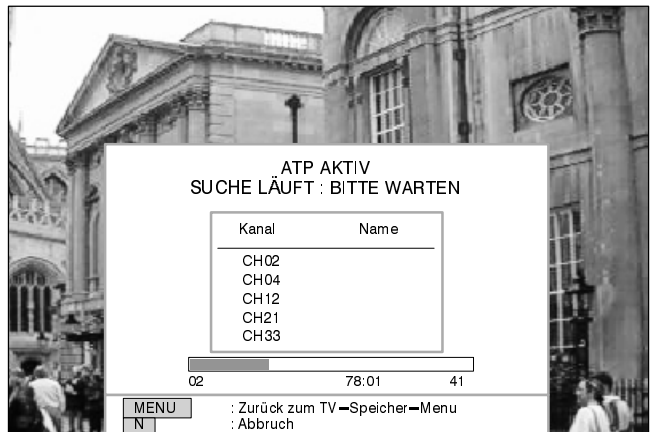 ATP AKTIV
SUCHE LÄUFT : BITTE WARTEN
Kanal Name
CH02
CH04
CH12
CH21
CH33
02 78:01 41
MENU : Zurück zum TV–Speicher–Menu
N : Abbruch